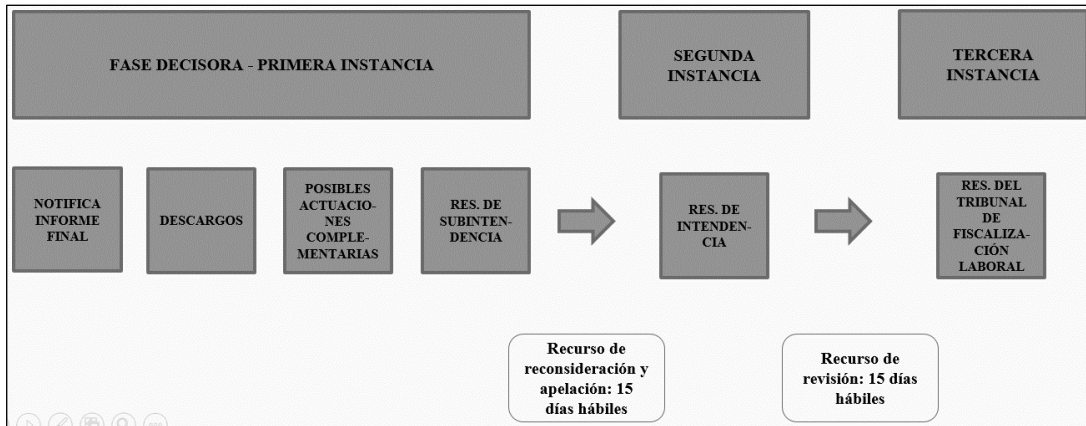 FASE DECISORA - PRIMERA INSTANCIA
SEGUNDA
INSTANCIA
TERCERA
INSTANCIA
NOTIFICA
INFORME
FINAL
DESCARGOS
POSIBLES
ACTUACIO-
NES
COMPLE-
MENTARIAS
RES. DE
SUBINTEN-
DENCIA
RES. DE
INTENDEN-
CIA
RES. DEL
TRIBUNAL
DE
FISCALIZA-
CIÓN
LABORAL
Recurso de
reconsideración y
apelación: 15
días hábiles
Recurso de
revisión: 15 días
hábiles